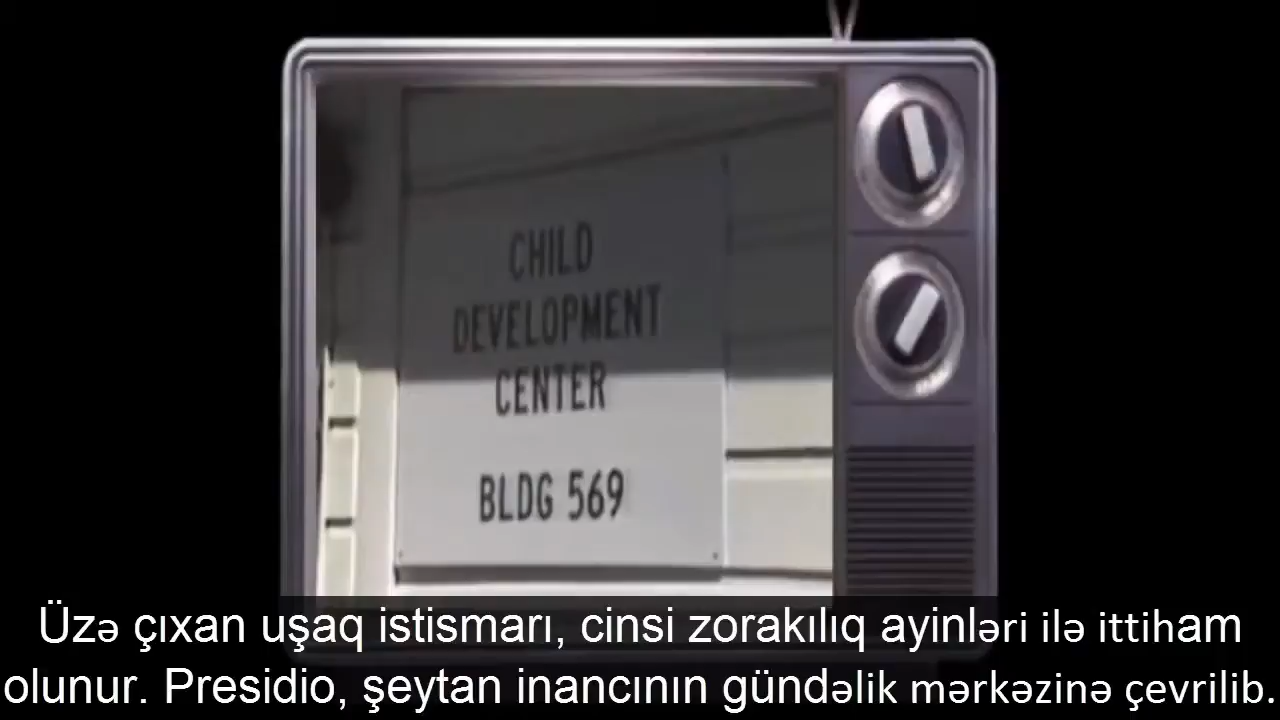 CHILD
DEVELOPMENT
CENTER
BLDG 569
Üzə çıxan uşaq istismarı, cinsi zorakılıq ayinləri ilə ittiham
olunur. Presidio, şeytan inancının gündəlik mərkəzinə çevrilib.